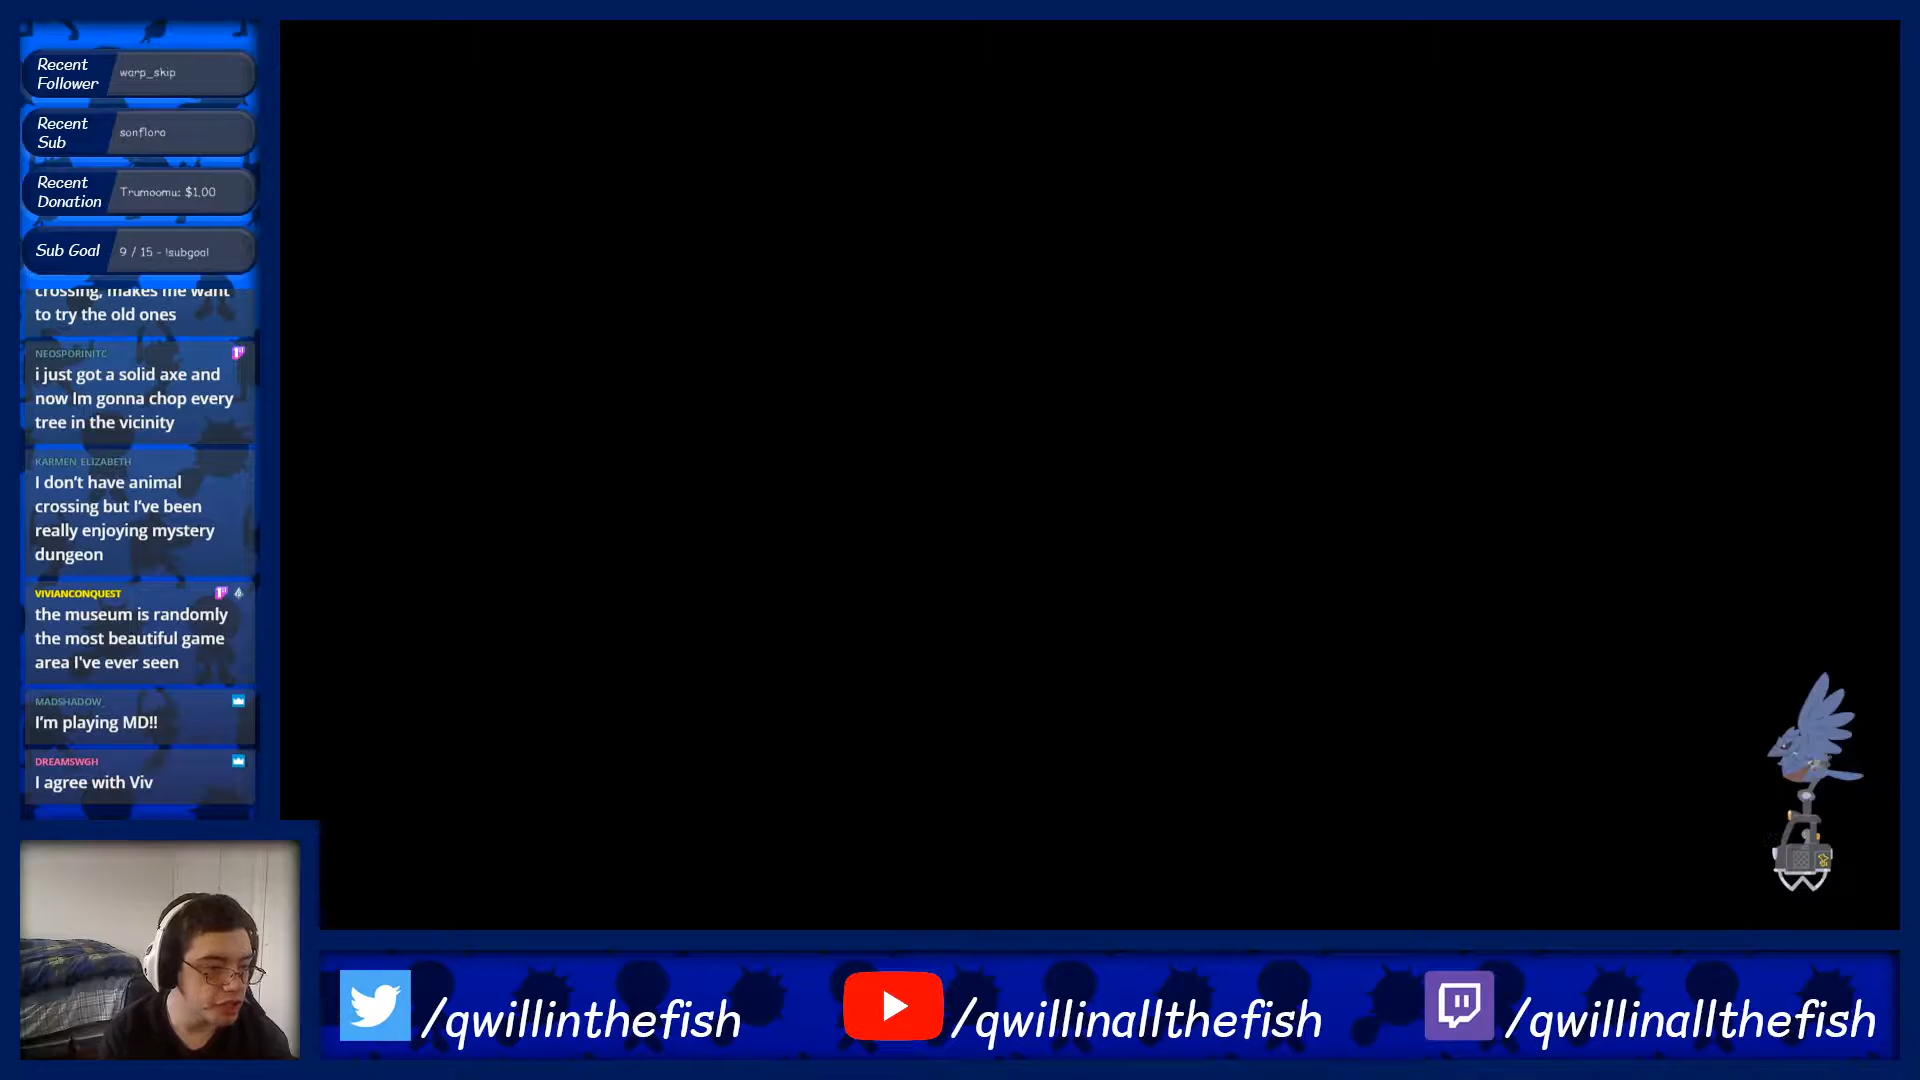 Recent
Follower
warp_skip
Recent
Sub
sonflora
Recent
Donation
Trumoomu: $1.00
Sub Goal
9 / 15 - !subgoal
crossing, makes me want
to try the old ones
NEOSPORINITC
i just got a solid axe and
now Im gonna chop every
tree in the vicinity
KARMEN ELIZABETH
I don't have animal
crossing but I've been
really enjoying mystery
dungeon
VIVIANCONQUEST
the museum is randomly
the most beautiful game
area I've ever seen
MADSHADOW_
I'm playing MD!!
DREAMSWGH
I agree with Viv
/qwillinthefish
/qwillinallthefish
/qwillinallthefish